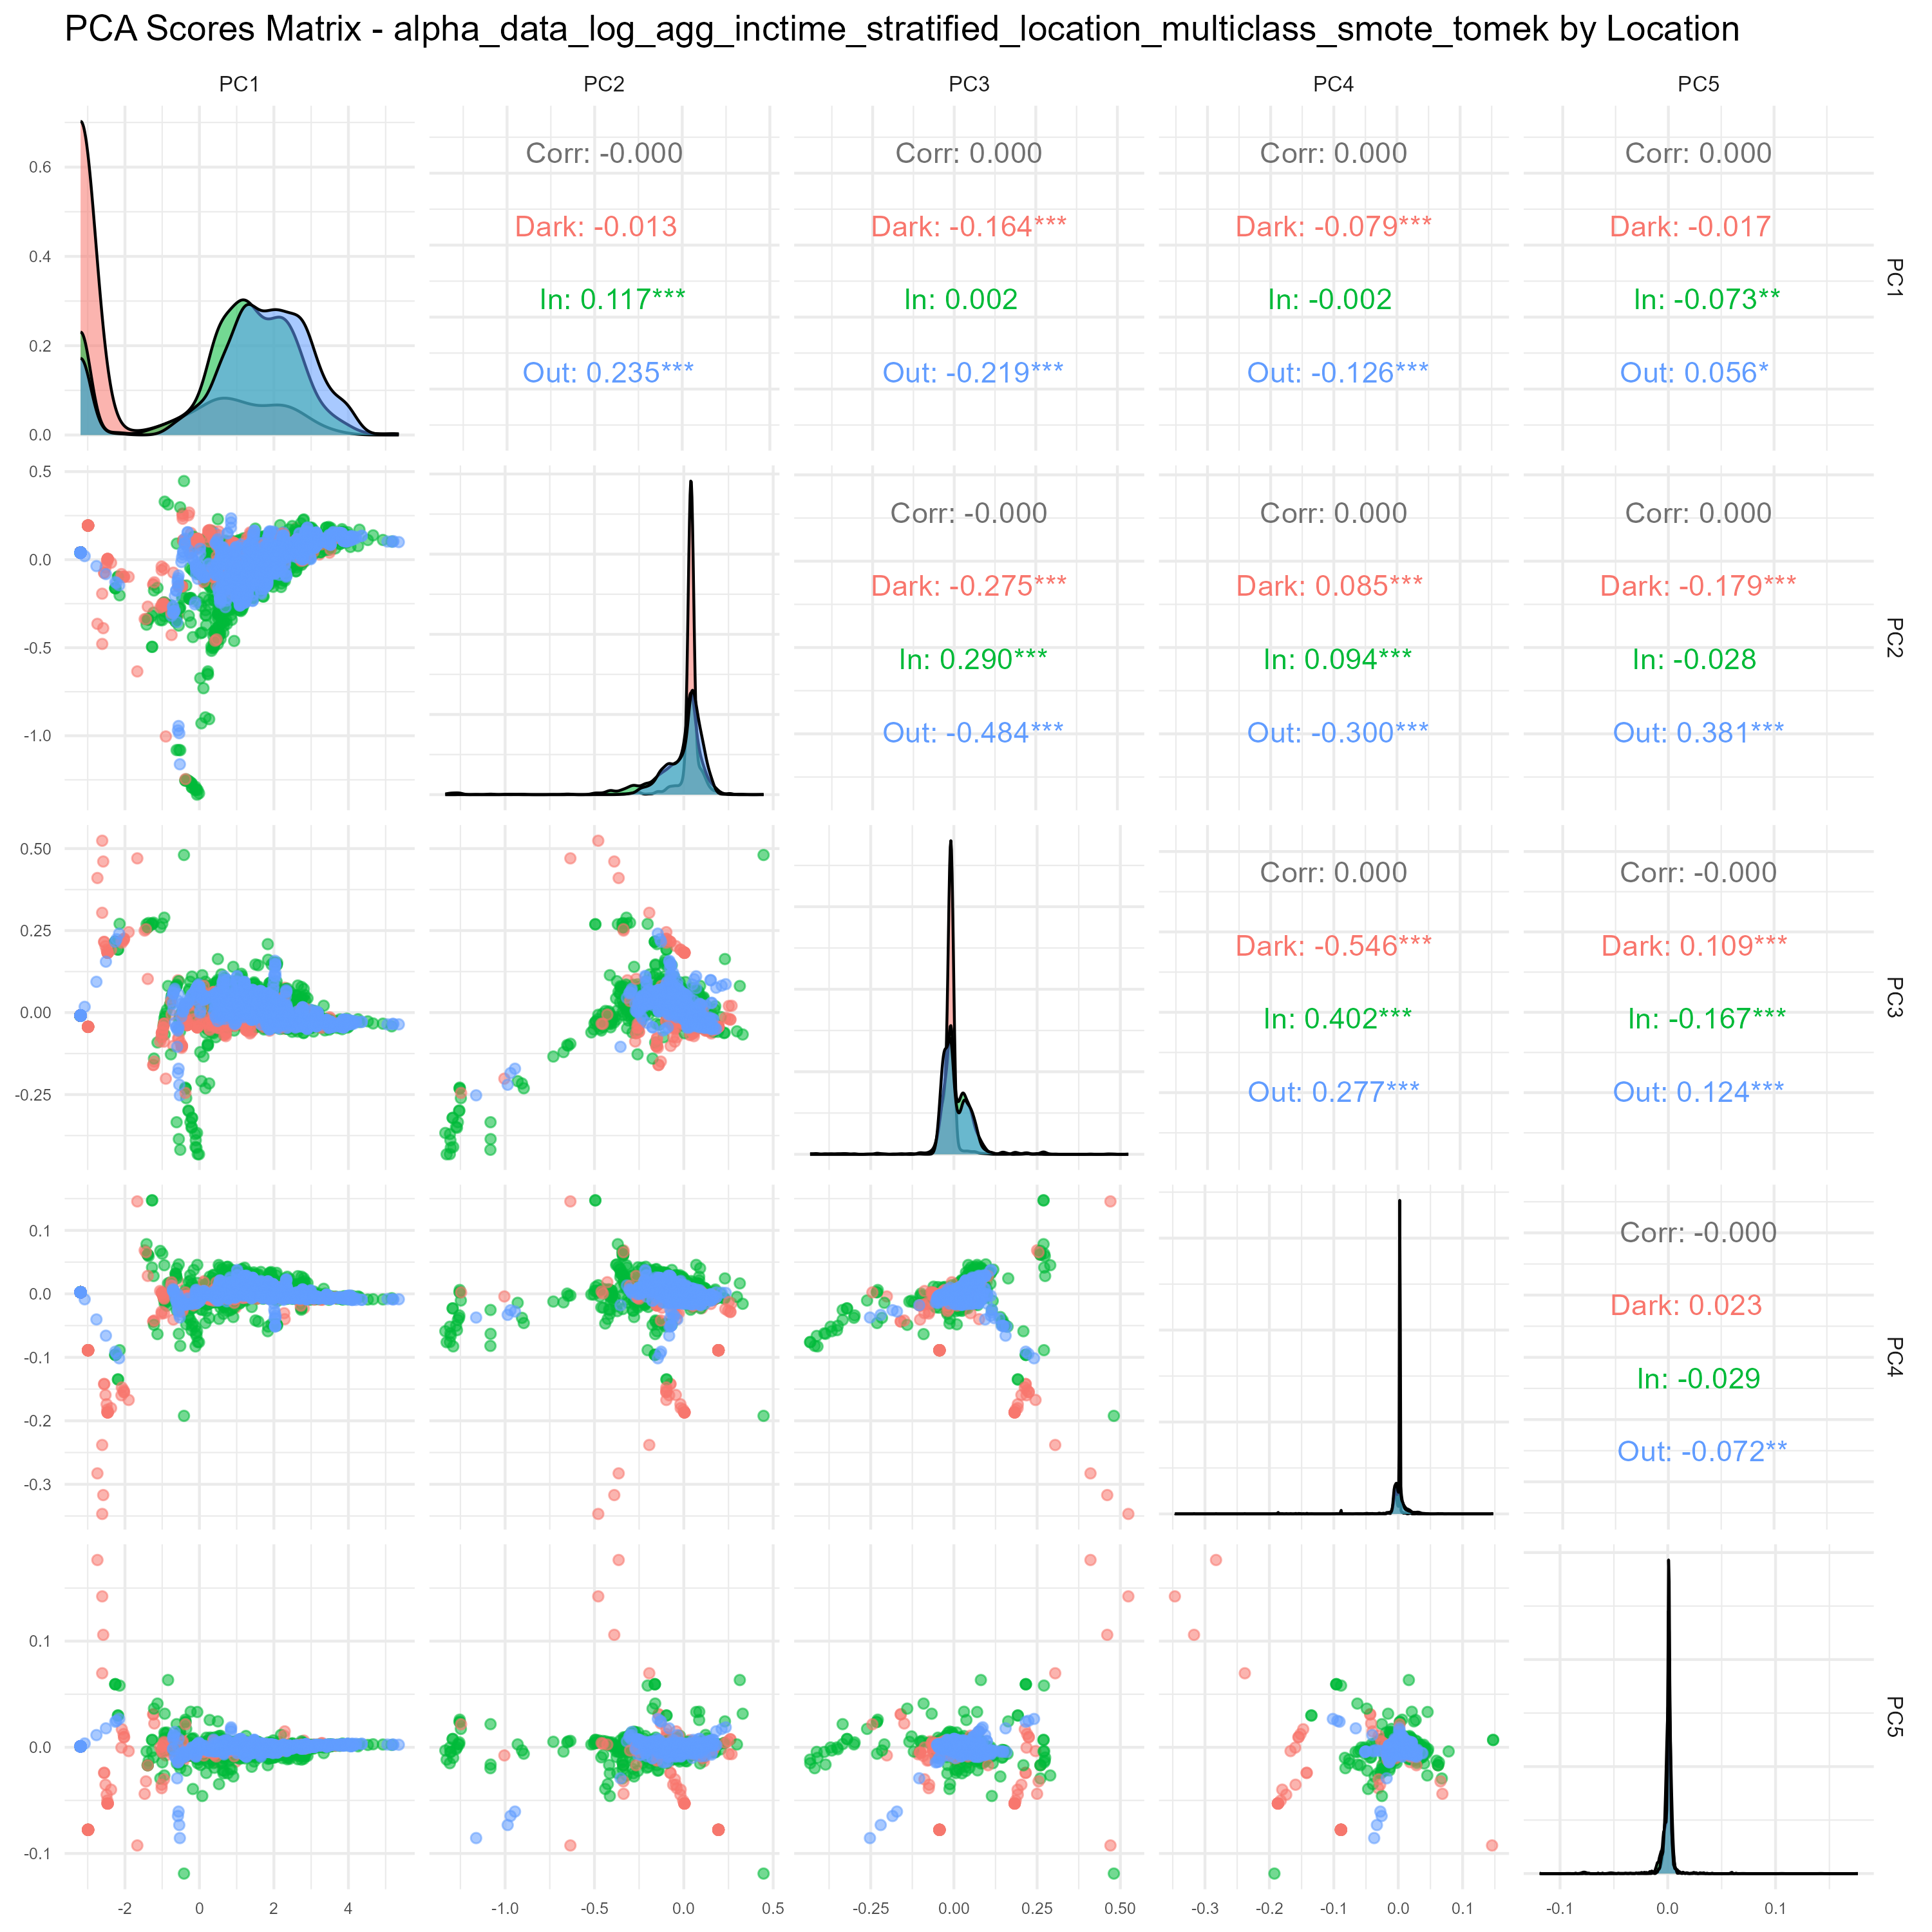 PCA Scores Matrix - alpha_data_log_agg_inctime_stratified_location_multiclass_smote_tomek by Location
PC1 PC2 PC3 PC4 PC5
0.6
0.4
0.2
0.0
Corr: -0.000
Dark: -0.013
In: 0.117***
Out: 0.235***
Corr: 0.000
Dark: -0.164***
In: 0.002
Out: -0.219***
Corr: 0.000
Dark: -0.079***
In: -0.002
Out: -0.126***
Corr: 0.000
Dark: -0.017
In: -0.073**
Out: 0.056*
PC1
0.5
0.0
-0.5
-1.0
Corr: -0.000
Dark: -0.275***
In: 0.290***
Out: -0.484***
Corr: 0.000
Dark: 0.085***
In: 0.094***
Out: -0.300***
Corr: 0.000
Dark: -0.179***
In: -0.028
Out: 0.381***
PC2
0.50
0.25
0.00
-0.25
Corr: 0.000
Dark: -0.546***
In: 0.402***
Out: 0.277***
Corr: -0.000
Dark: 0.109***
In: -0.167***
Out: 0.124***
PC3
0.1
0.0
-0.1
-0.2
-0.3
Corr: -0.000
Dark: 0.023
In: -0.029
Out: -0.072**
PC4
0.1
0.0
-0.1
PC5
-2 0 2 4
-1.0 -0.5 0.0 0.5
-0.25 0.00 0.25 0.50
-0.3 -0.2 -0.1 0.0 0.1
-0.1 0.0 0.1